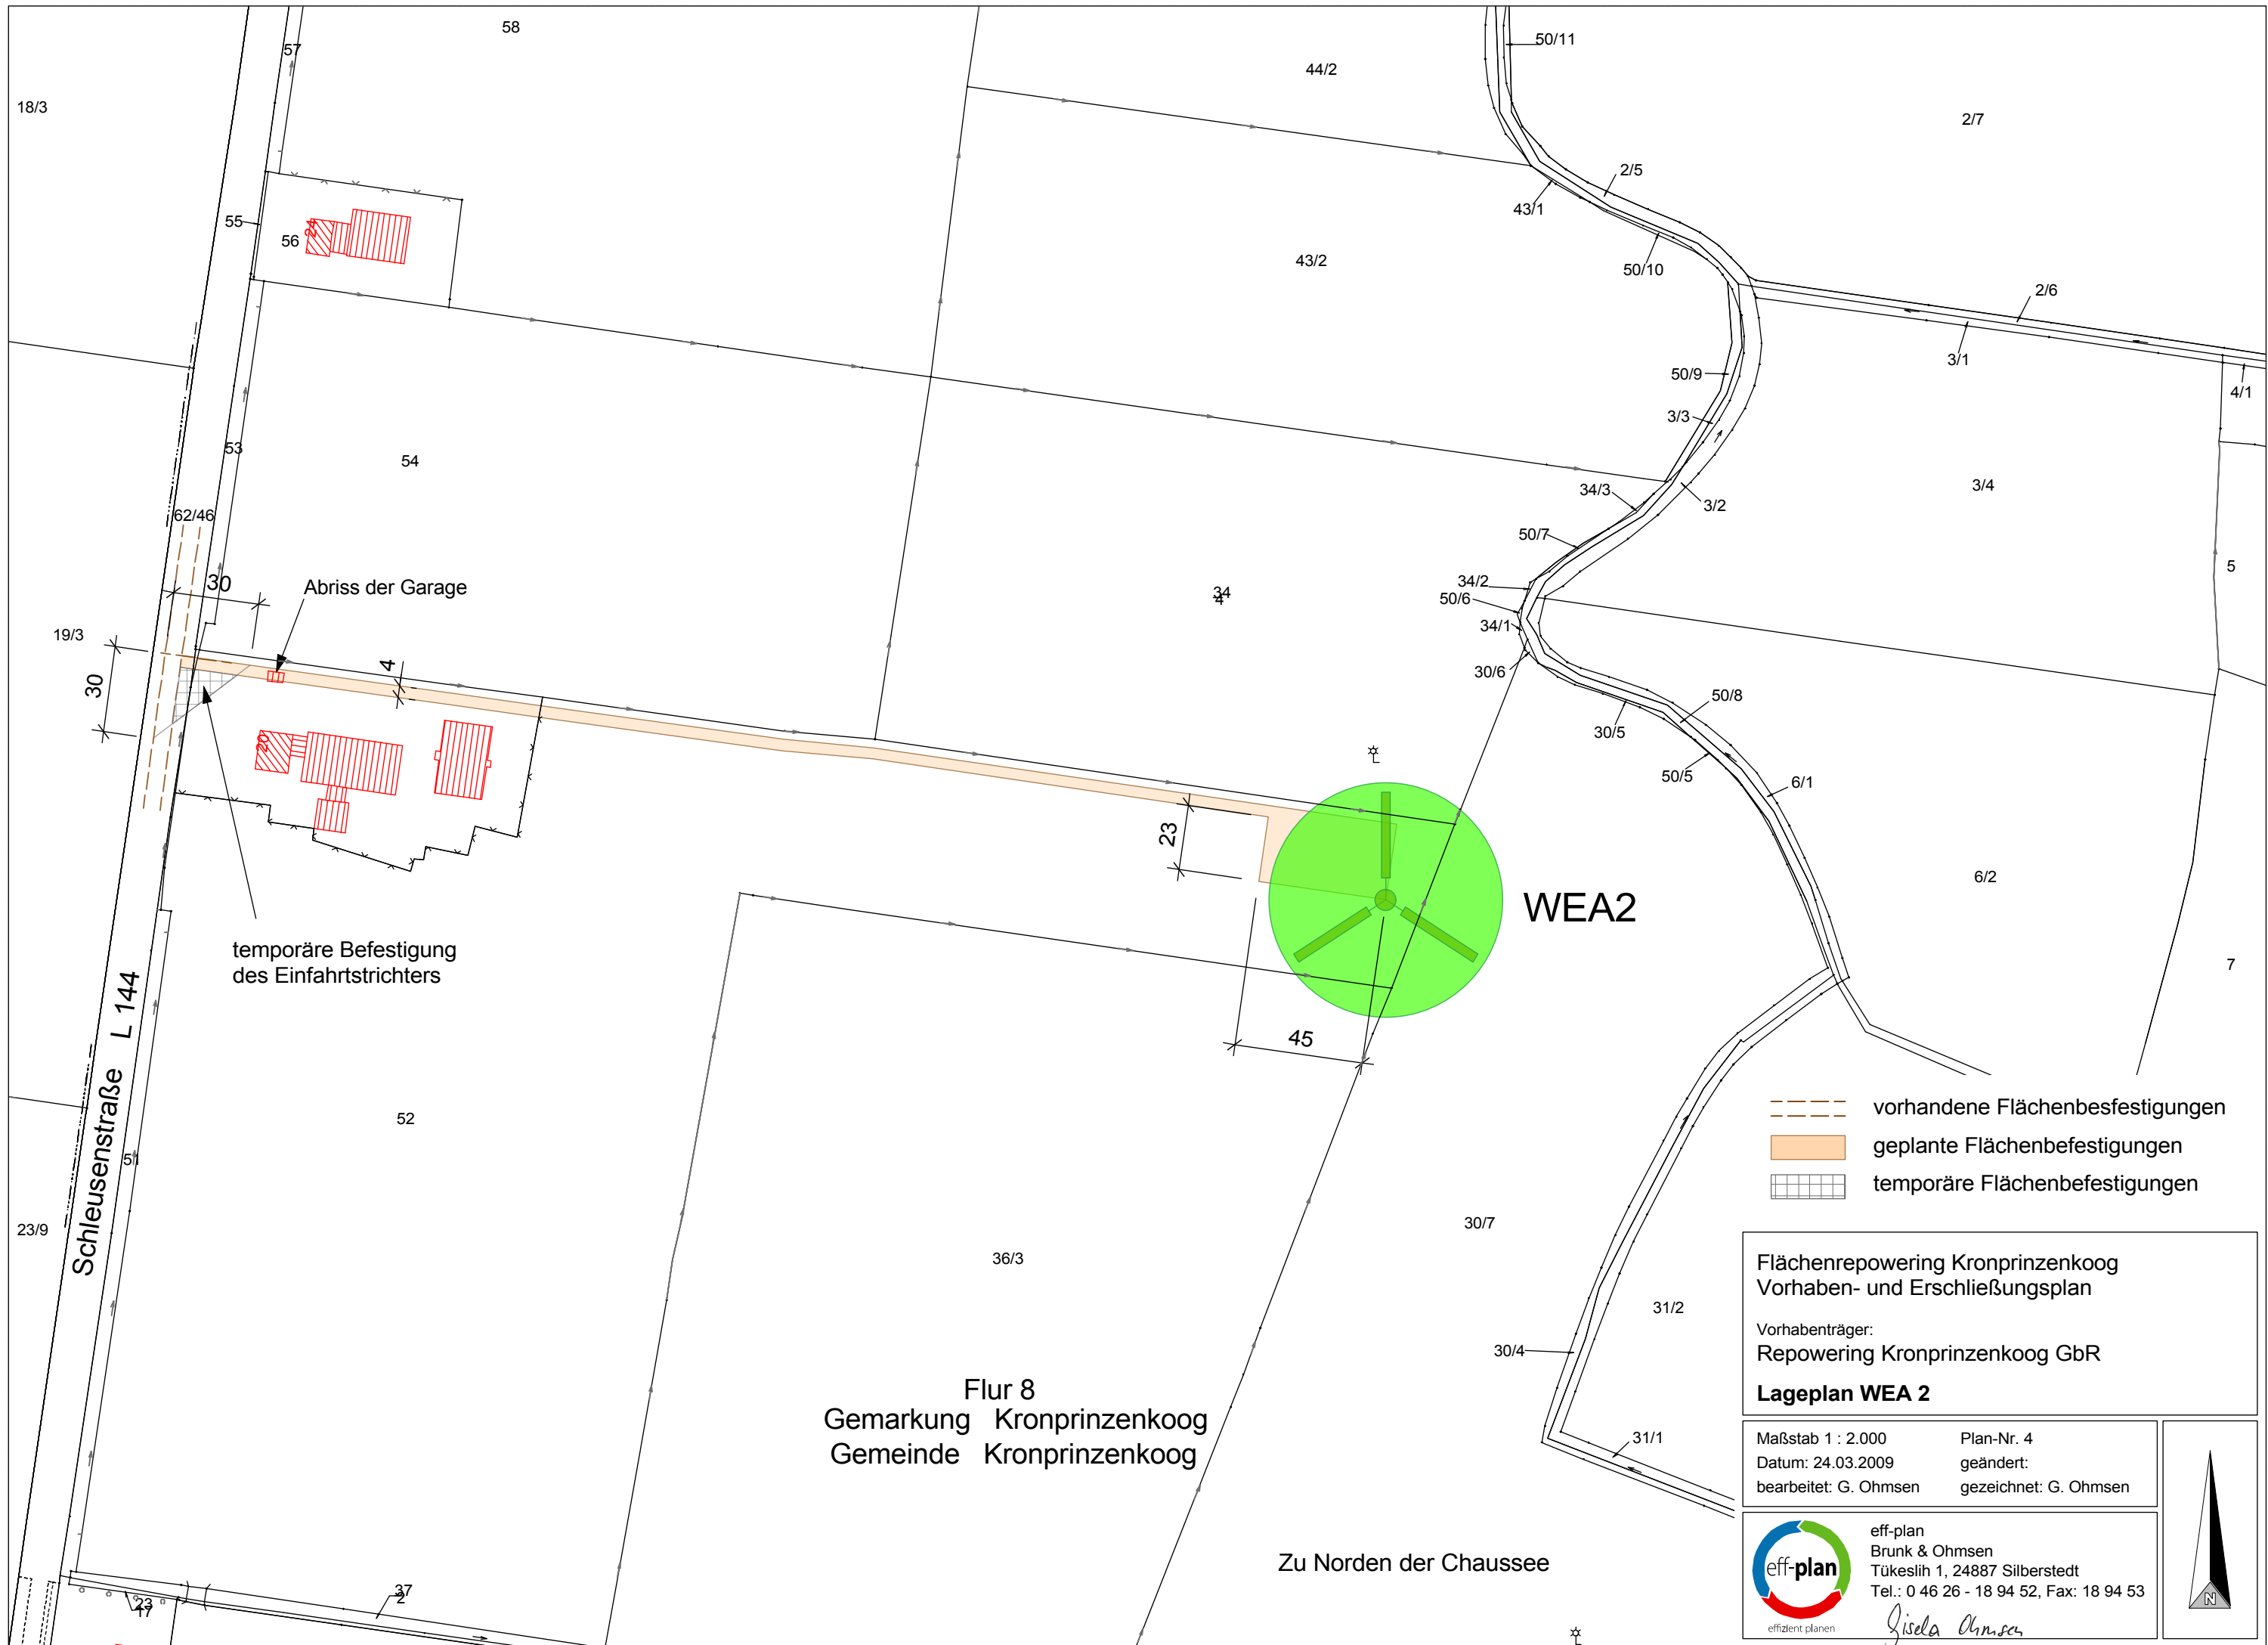 58
57
50/11
44/2
18/3
2/7
2/5
43/1
55
56
24
43/2
50/10
2/6
3/1
50/9
4/1
3/3
53
54
34/3
3/4
3/2
62/46
50/7
5
30
Abriss der Garage
34/2
50/6
34
4
34/1
19/3
30/6
4
30
50/8
30/5
20
50/5
6/1
23
6/2
WEA2
temporäre Befestigung
des Einfahrtstrichters
7
Schleusenstraße L 144
45
52
51
23/9
36/3
30/7
31/2
30/4
31/1
Flur 8
Gemarkung Kronprinzenkoog
Gemeinde Kronprinzenkoog
Zu Norden der Chaussee
37
2
23
17
vorhandene Flächenbesfestigungen
geplante Flächenbefestigungen
temporäre Flächenbefestigungen
Flächenrepowering Kronprinzenkoog
Vorhaben- und Erschließungsplan
Vorhabenträger:
Repowering Kronprinzenkoog GbR
Lageplan WEA 2
Maßstab 1 : 2.000 Plan-Nr. 4
Datum: 24.03.2009 geändert:
bearbeitet: G. Ohmsen gezeichnet: G. Ohmsen
eff-plan
effizient planen
eff-plan
Brunk & Ohmsen
Tükeslih 1, 24887 Silberstedt
Tel.: 0 46 26 - 18 94 52, Fax: 18 94 53
Gisela Ohmsen
N